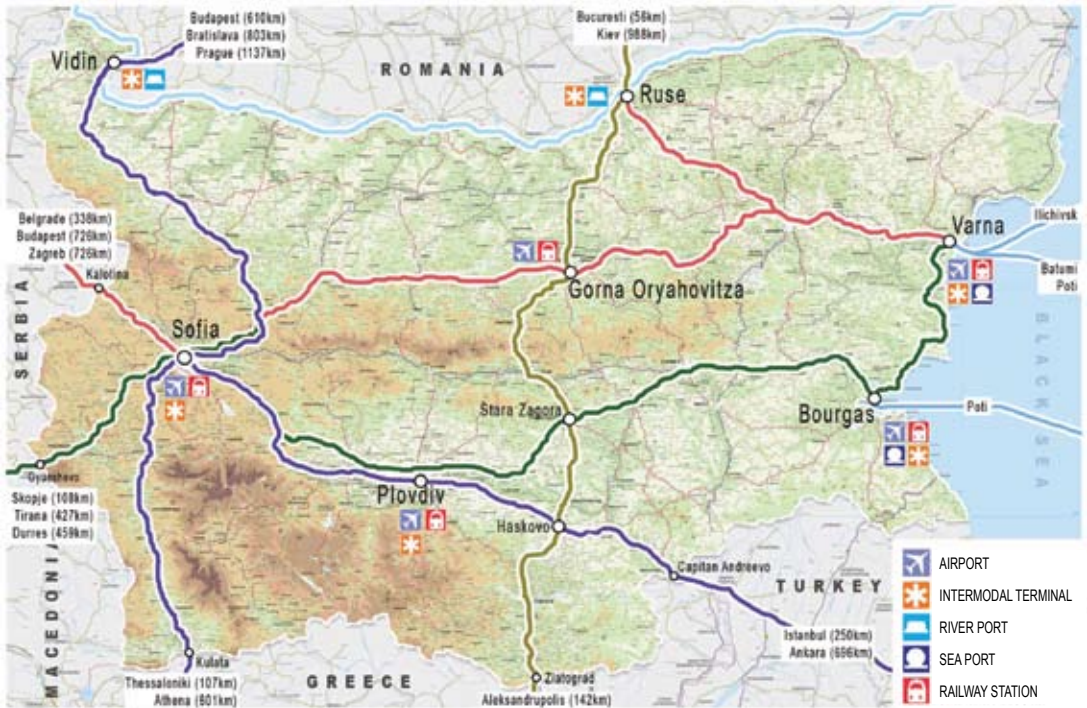 Budapest (610km)
Bratislava (803km)
Prague (1137km)
Bucuresti (56km)
Kiev (988km)
Vidin
ROMANIA
Ruse
Belgrade (338km)
Budapest (726km)
Zagreb (726km)
Kalotina
Ilichivsk
Varna
Batumi
Poti
Gorna Oryahovitza
SERBIA
Sofia
BLACK SEA
Stara Zagora
Bourgas
Poti
Gyueshevo
Skopje (108km)
Tirana (427km)
Durres (459km)
Plovdiv
Haskovo
Capitan Andreevo
TURKEY
MACEDONIA
Istanbul (250km)
Ankara (696km)
Kulata
Thessaloniki (107km)
Athena (601km)
GREECE
Zlatograd
Aleksandrupolis (142km)
AIRPORT
INTERMODAL TERMINAL
RIVER PORT
SEA PORT
RAILWAY STATION